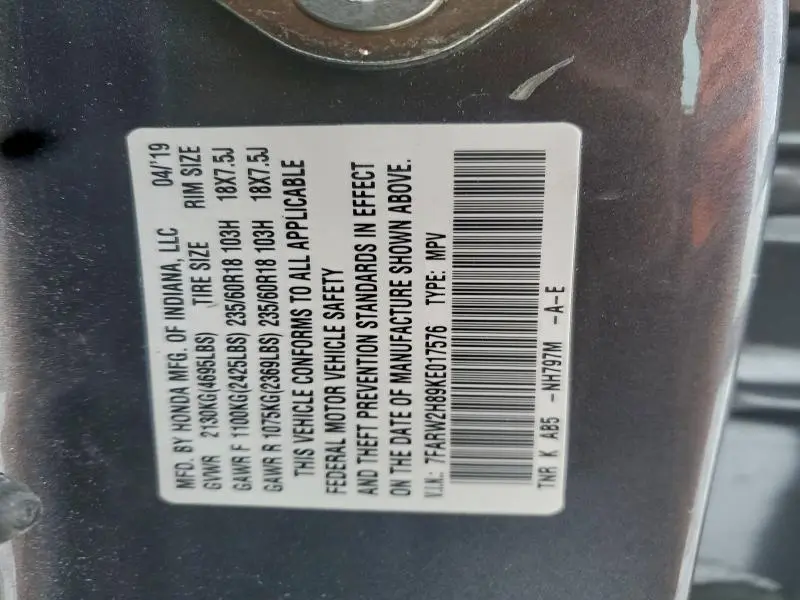 MFD. BY HONDA MFG. OF INDIANA, LLC 04/'19
GVWR 2130KG(4695LBS) TIRE SIZE RIM SIZE
GAWR F 1100KG(2425LBS) 235/60R18 103H 18X7.5J
GAWR R 1075KG(2369LBS) 235/60R18 103H 18X7.5J
THIS VEHICLE CONFORMS TO ALL APPLICABLE
FEDERAL MOTOR VEHICLE SAFETY
AND THEFT PREVENTION STANDARDS IN EFFECT
ON THE DATE OF MANUFACTURE SHOWN ABOVE.
V.I.N.: 7FARW2H89KE017576 TYPE: MPV
TNR K AB5 -NH797M -A-E